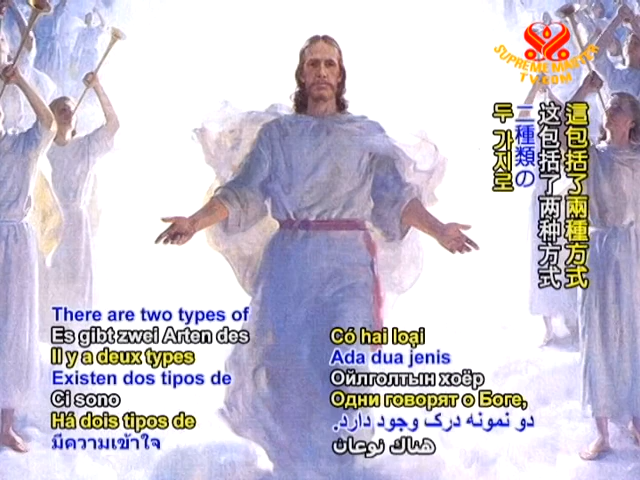 SUPREME MASTER
TV.COM
這包括了兩種方式
这包括了两种方式
二種類の
두 가지로
There are two types of
Es gibt zwei Arten des
Il y a deux types
Existen dos tipos de
Ci sono
Há dois tipos de
มีความเข้าใจ
Có hai loại
Ada dua jenis
Ойлголтын хоёр
Одни говорят о Боге,
دو نمونه درک وجود دارد.
هناك نوعان